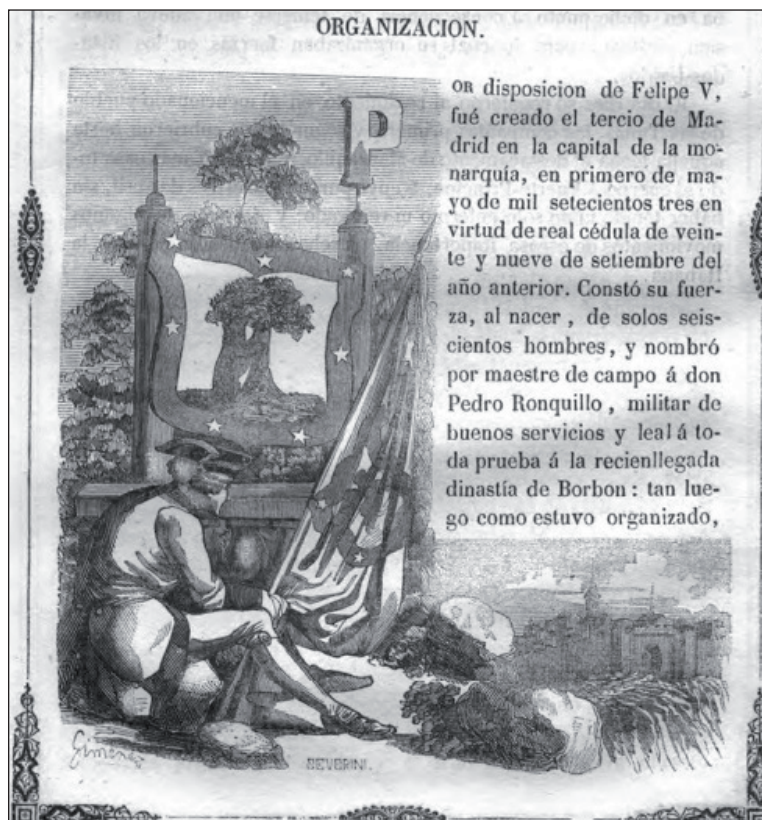 ORGANIZACION.
POR disposicion de Felipe V,
fué creado el tercio de Ma-
drid en la capital de la mo-
narquía, en primero de ma-
yo de mil setecientos tres en
virtud de real cédula de vein-
te y nueve de setiembre del
año anterior. Constó su fuer-
za, al nacer, de solos seis-
cientos hombres, y nombró
por maestre de campo á don
Pedro Ronquillo, militar de
buenos servicios y leal á to-
da prueba á la recienllegada
dinastía de Borbon: tan lue-
go como estuvo organizado,
Gimenez
SEVERINI.